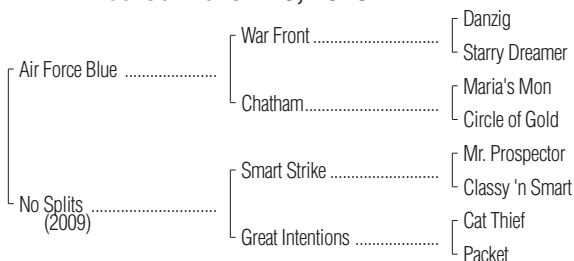 Danzig
War Front ..................................
Starry Dreamer
Air Force Blue .........................
Maria's Mon
Chatham....................................
Circle of Gold
Mr. Prospector
Smart Strike .............................
Classy 'n Smart
No Splits ..................................
(2009)
Cat Thief
Great Intentions ......................
Packet